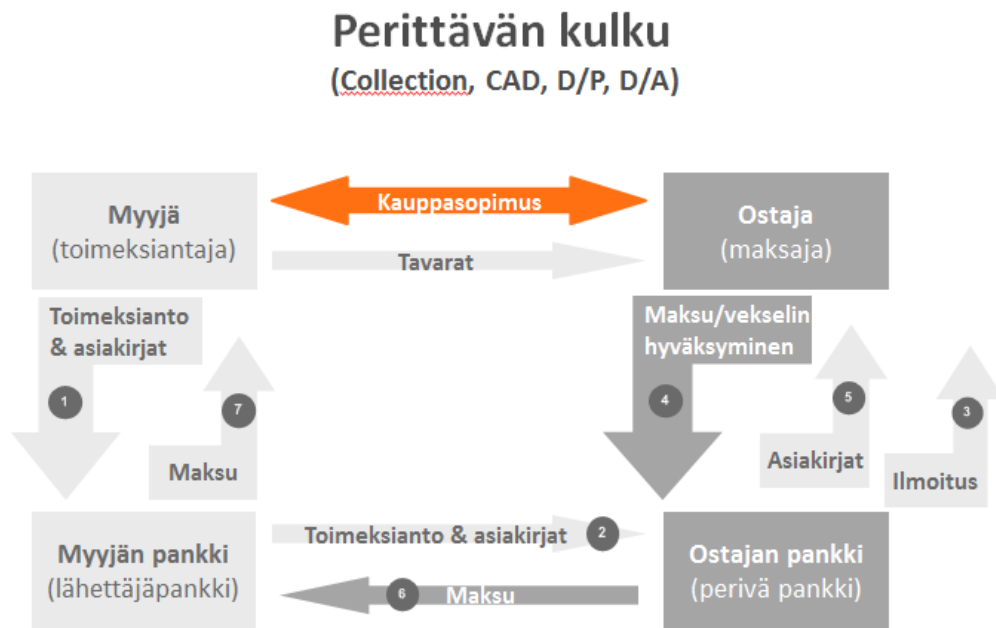 Perittävän kulku
(Collection, CAD, D/P, D/A)
Myyjä
(toimeksiantaja)
Kauppasopimus
Tavarat
Ostaja
(maksaja)
Toimeksianto
& asiakirjat
1
7
Maksu
Maksu/vekselin
hyväksyminen
4
5
Asiakirjat
3
Ilmoitus
Myyjän pankki
(lähettäjäpankki)
Toimeksianto & asiakirjat
2
6
Maksu
Ostajan pankki
(perivä pankki)